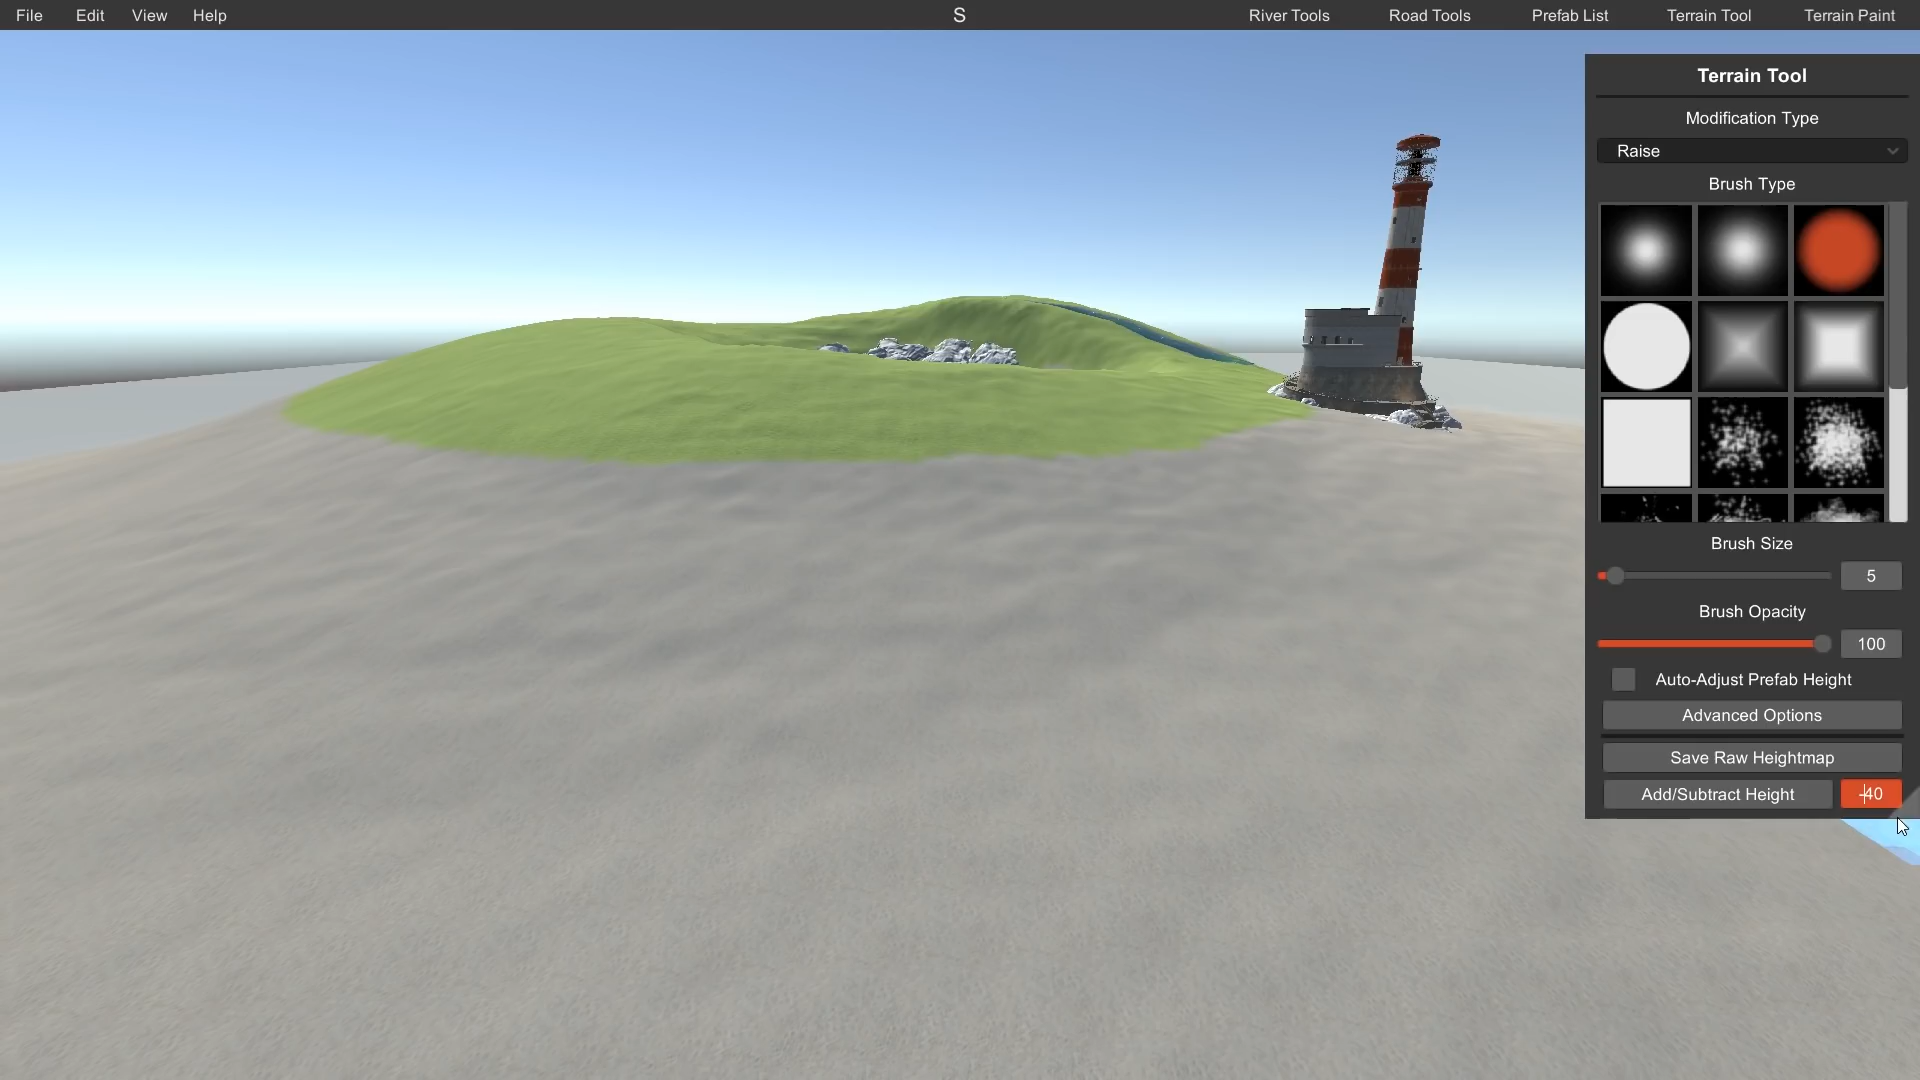 File Edit View Help S River Tools Road Tools Prefab List Terrain Tool Terrain Paint
Terrain Tool
Modification Type
Raise
Brush Type
Brush Size
5
Brush Opacity
100
Auto-Adjust Prefab Height
Advanced Options
Save Raw Heightmap
Add/Subtract Height -40